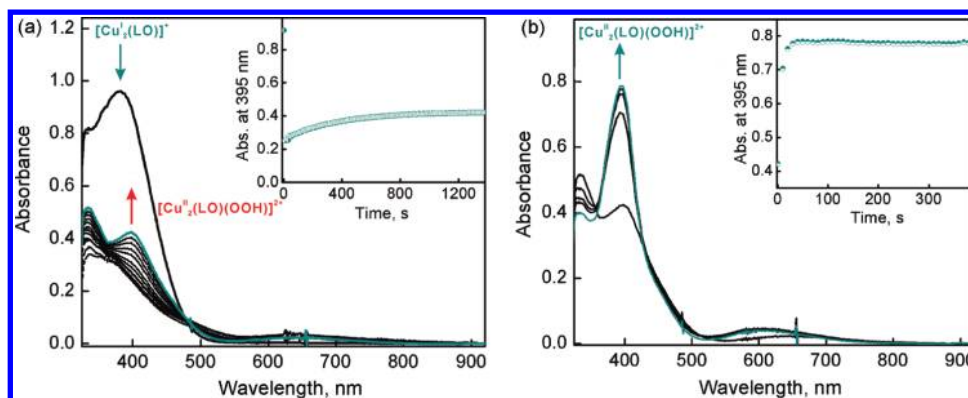 (a)
[Cu^I_2(LO)]^+
[Cu^II_2(LO)(OOH)]^2+
Absorbance
1.2
1.0
0.8
0.6
0.4
0.2
0.0
400 500 600 700 800 900
Wavelength, nm
Abs. at 395 nm
0.8
0.6
0.4
0.2
0.0
0 400 800 1200
Time, s
(b)
[Cu^II_2(LO)(OOH)]^2+
Absorbance
0.8
0.6
0.4
0.2
0.0
400 500 600 700 800 900
Wavelength, nm
Abs. at 395 nm
0.8
0.7
0.6
0.5
0.4
0 100 200 300
Time, s